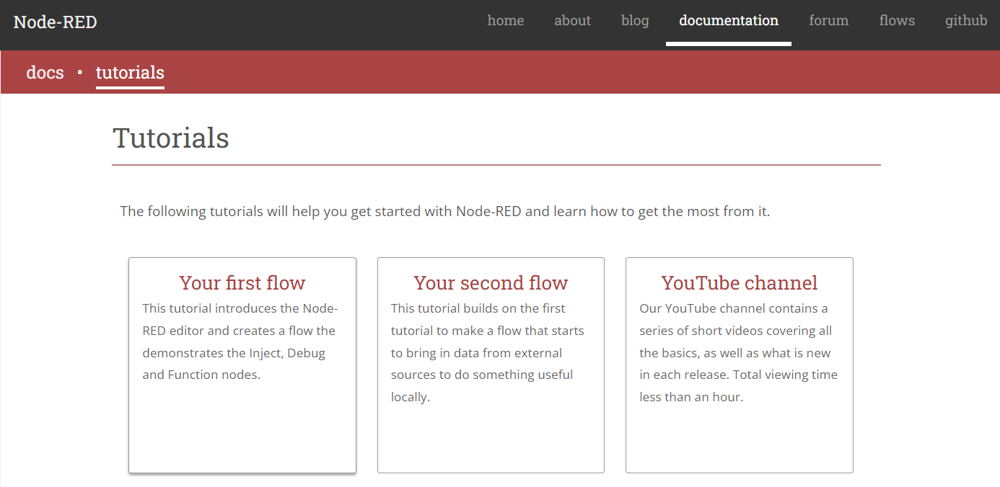 Node-RED
home about blog documentation forum flows github
docs • tutorials
Tutorials
The following tutorials will help you get started with Node-RED and learn how to get the most from it.
Your first flow
This tutorial introduces the Node-
RED editor and creates a flow the
demonstrates the Inject, Debug
and Function nodes.
Your second flow
This tutorial builds on the first
tutorial to make a flow that starts
to bring in data from external
sources to do something useful
locally.
YouTube channel
Our YouTube channel contains a
series of short videos covering all
the basics, as well as what is new
in each release. Total viewing time
less than an hour.